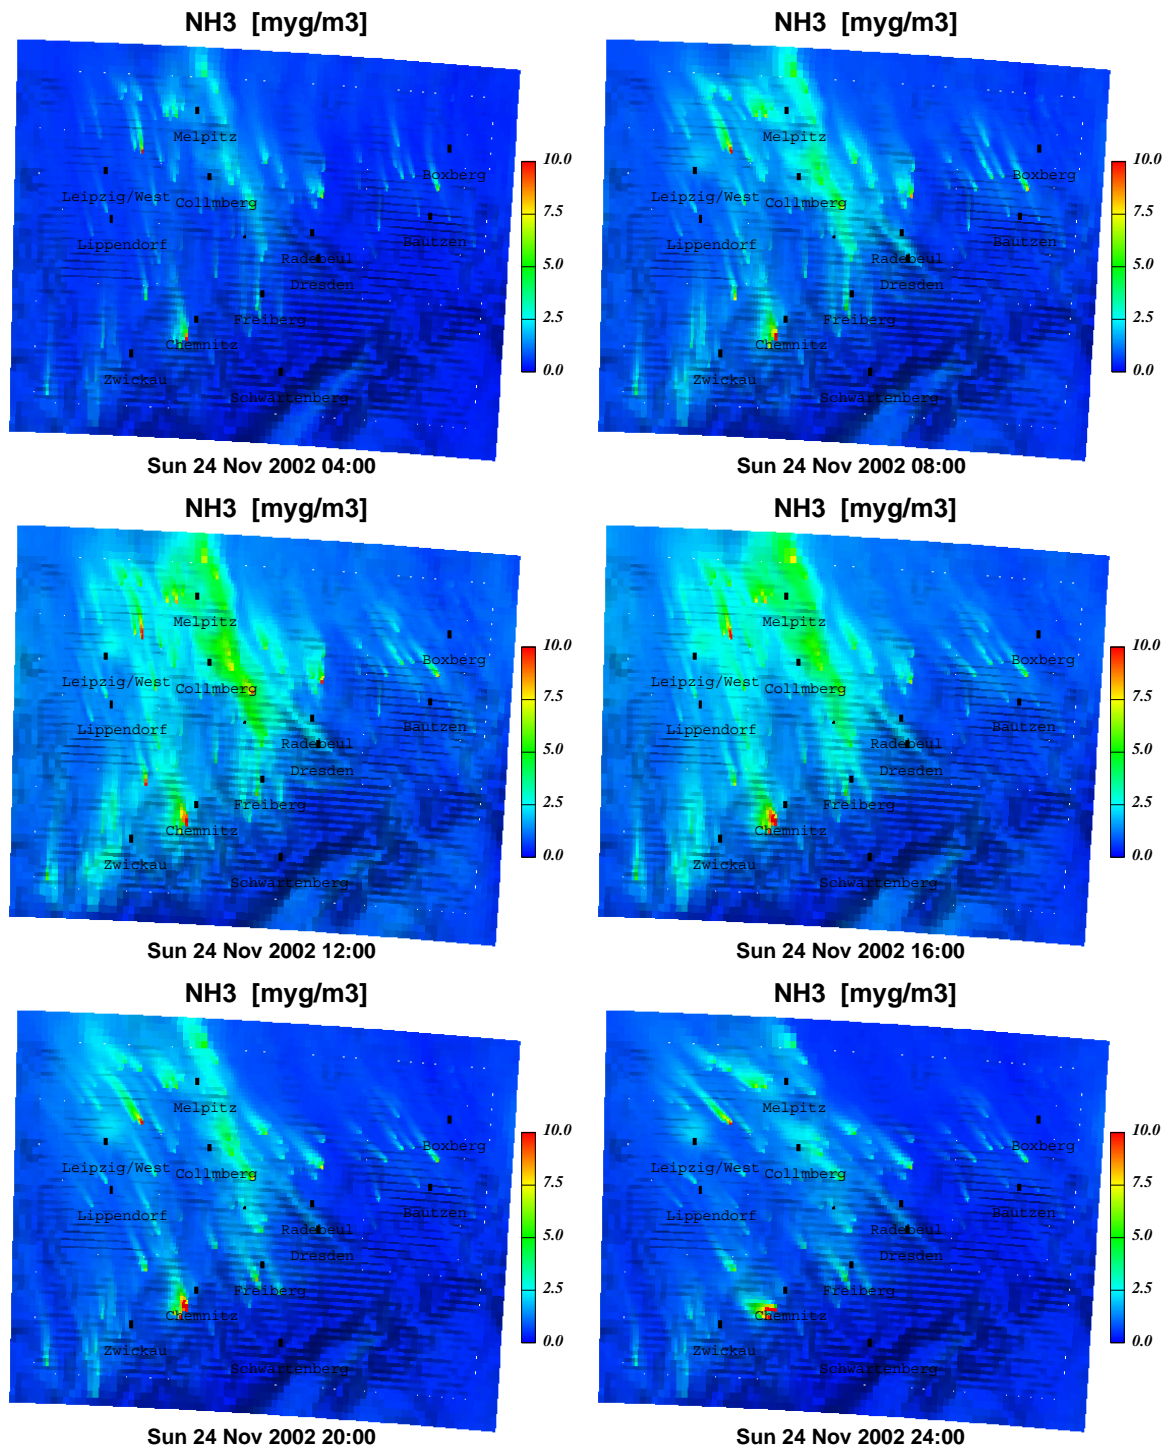 NH3 [myg/m3]
Melpitz
Boxberg
Leipzig/West
Collmberg
Lippendorf
Bautzen
Radebeul
Dresden
Freiberg
Chemnitz
Zwickau
Schwartenberg
10.0
7.5
5.0
2.5
0.0
Sun 24 Nov 2002 04:00
NH3 [myg/m3]
Melpitz
Boxberg
Leipzig/West
Collmberg
Lippendorf
Bautzen
Radebeul
Dresden
Freiberg
Chemnitz
Zwickau
Schwartenberg
10.0
7.5
5.0
2.5
0.0
Sun 24 Nov 2002 08:00
NH3 [myg/m3]
Melpitz
Boxberg
Leipzig/West
Collmberg
Lippendorf
Bautzen
Radebeul
Dresden
Freiberg
Chemnitz
Zwickau
Schwartenberg
10.0
7.5
5.0
2.5
0.0
Sun 24 Nov 2002 12:00
NH3 [myg/m3]
Melpitz
Boxberg
Leipzig/West
Collmberg
Lippendorf
Bautzen
Radebeul
Dresden
Freiberg
Chemnitz
Zwickau
Schwartenberg
10.0
7.5
5.0
2.5
0.0
Sun 24 Nov 2002 16:00
NH3 [myg/m3]
Melpitz
Boxberg
Leipzig/West
Collmberg
Lippendorf
Bautzen
Radebeul
Dresden
Freiberg
Chemnitz
Zwickau
Schwartenberg
10.0
7.5
5.0
2.5
0.0
Sun 24 Nov 2002 20:00
NH3 [myg/m3]
Melpitz
Boxberg
Leipzig/West
Collmberg
Lippendorf
Bautzen
Radebeul
Dresden
Freiberg
Chemnitz
Zwickau
Schwartenberg
10.0
7.5
5.0
2.5
0.0
Sun 24 Nov 2002 24:00